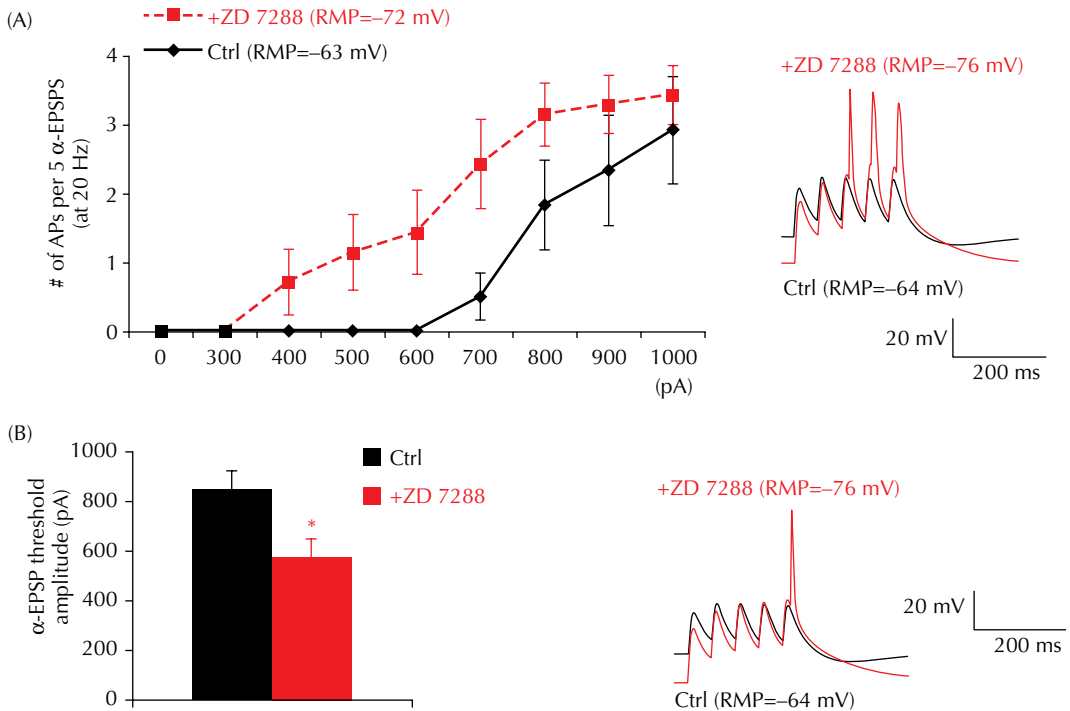 (A)
+ZD 7288 (RMP=–72 mV)
Ctrl (RMP=–63 mV)
# of APs per 5 α-EPSPS
(at 20 Hz)
4
3
2
1
0
0 300 400 500 600 700 800 900 1000
(pA)
+ZD 7288 (RMP=–76 mV)
Ctrl (RMP=–64 mV)
20 mV
200 ms
(B)
α-EPSP threshold
amplitude (pA)
1000
800
600
400
200
0
*
Ctrl
+ZD 7288
+ZD 7288 (RMP=–76 mV)
20 mV
200 ms
Ctrl (RMP=–64 mV)